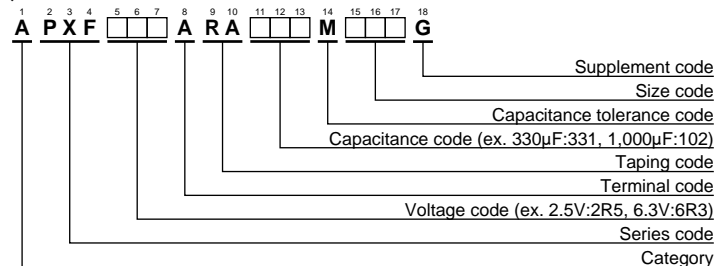 1 2 3 4 5 6 7 8 9 10 11 12 13 14 15 16 17 18
A P X F □□□ A R A □□□ M □□□ G
Supplement code
Size code
Capacitance tolerance code
Capacitance code (ex. 330μF:331, 1,000μF:102)
Taping code
Terminal code
Voltage code (ex. 2.5V:2R5, 6.3V:6R3)
Series code
Category